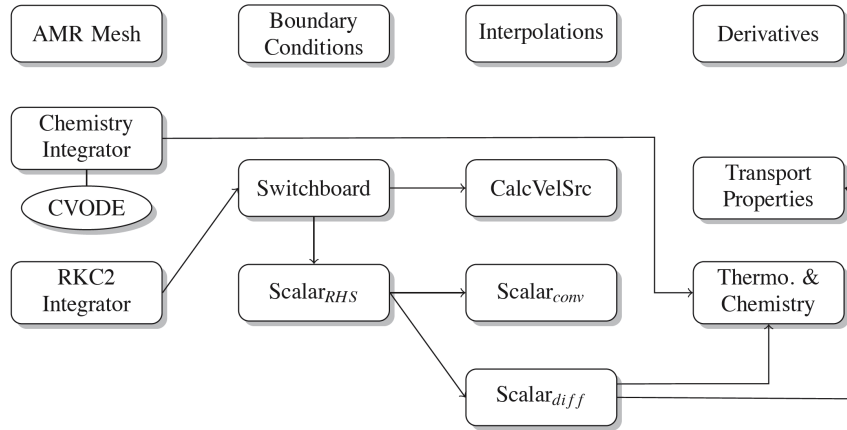 AMR Mesh
Boundary
Conditions
Interpolations
Derivatives
Chemistry
Integrator
CVODE
Switchboard
CalcVelSrc
Transport
Properties
RKC2
Integrator
Scalar_RHS
Scalar_conv
Thermo. &
Chemistry
Scalar_diff